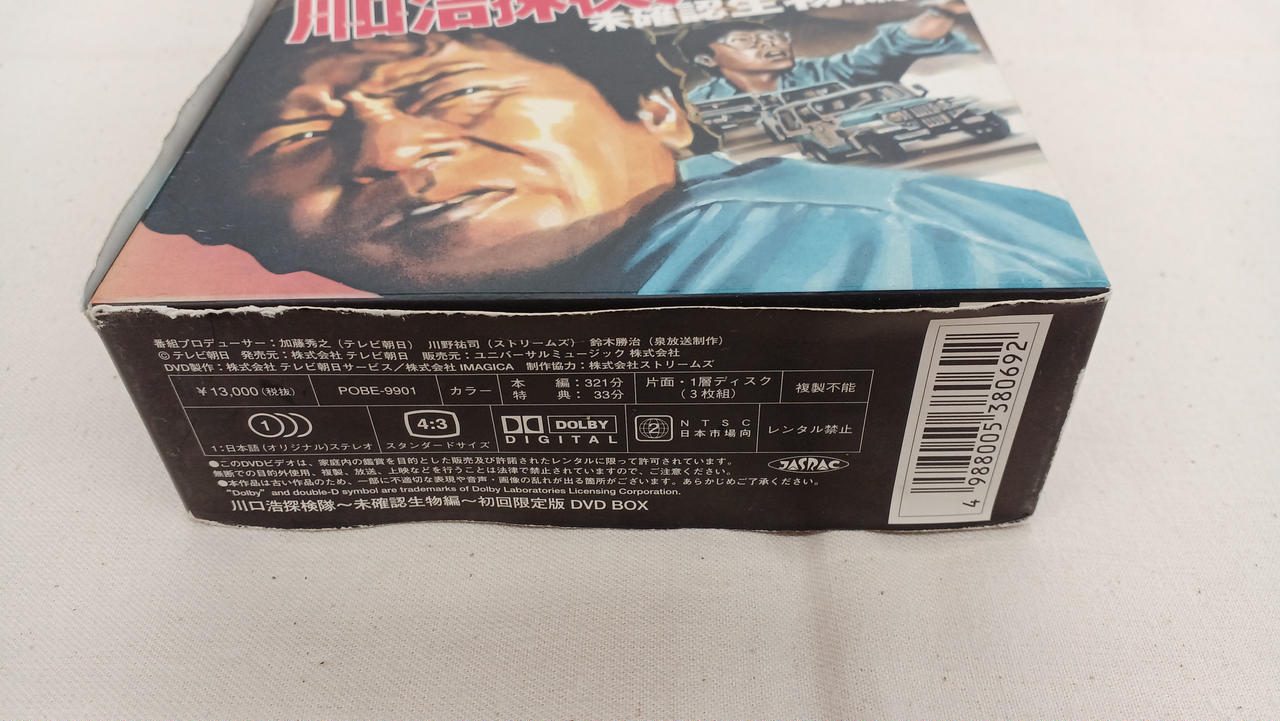 川口浩探検
未確認生物編
番組プロデューサー：加藤秀之（テレビ朝日） 川野祐司（ストリームズ） 鈴木勝治（泉放送制作）
©テレビ朝日 発売元：株式会社 テレビ朝日 販売元：ユニバーサルミュージック 株式会社
DVD製作：株式会社 テレビ朝日サービス／株式会社 IMAGICA 制作協力：株式会社ストリームズ
¥13,000(税抜) POBE-9901 カラー 本編：321分 片面・1層ディスク 複製不能
特典：33分 （3枚組）
1 4:3 DOLBY 2 NTSC
1：日本語（オリジナル）ステレオ スタンダードサイズ DIGITAL 日本市場向 レンタル禁止
●このDVDビデオは、家庭内の鑑賞を目的とした販売及び許諾されたレンタルに限って許可されています。
無断での目的外使用、複製、放送、上映などを行うことは法律で禁止されていますので、ご注意ください。
●本作品は古い作品のため、一部に不適切な表現や音声・画像の乱れが出る箇所がございます。あらかじめご了承ください。
"Dolby" and double-D symbol are trademarks of Dolby Laboratories Licensing Corporation.
川口浩探検隊～未確認生物編～初回限定版 DVD BOX
JASRAC
4 988005 380692